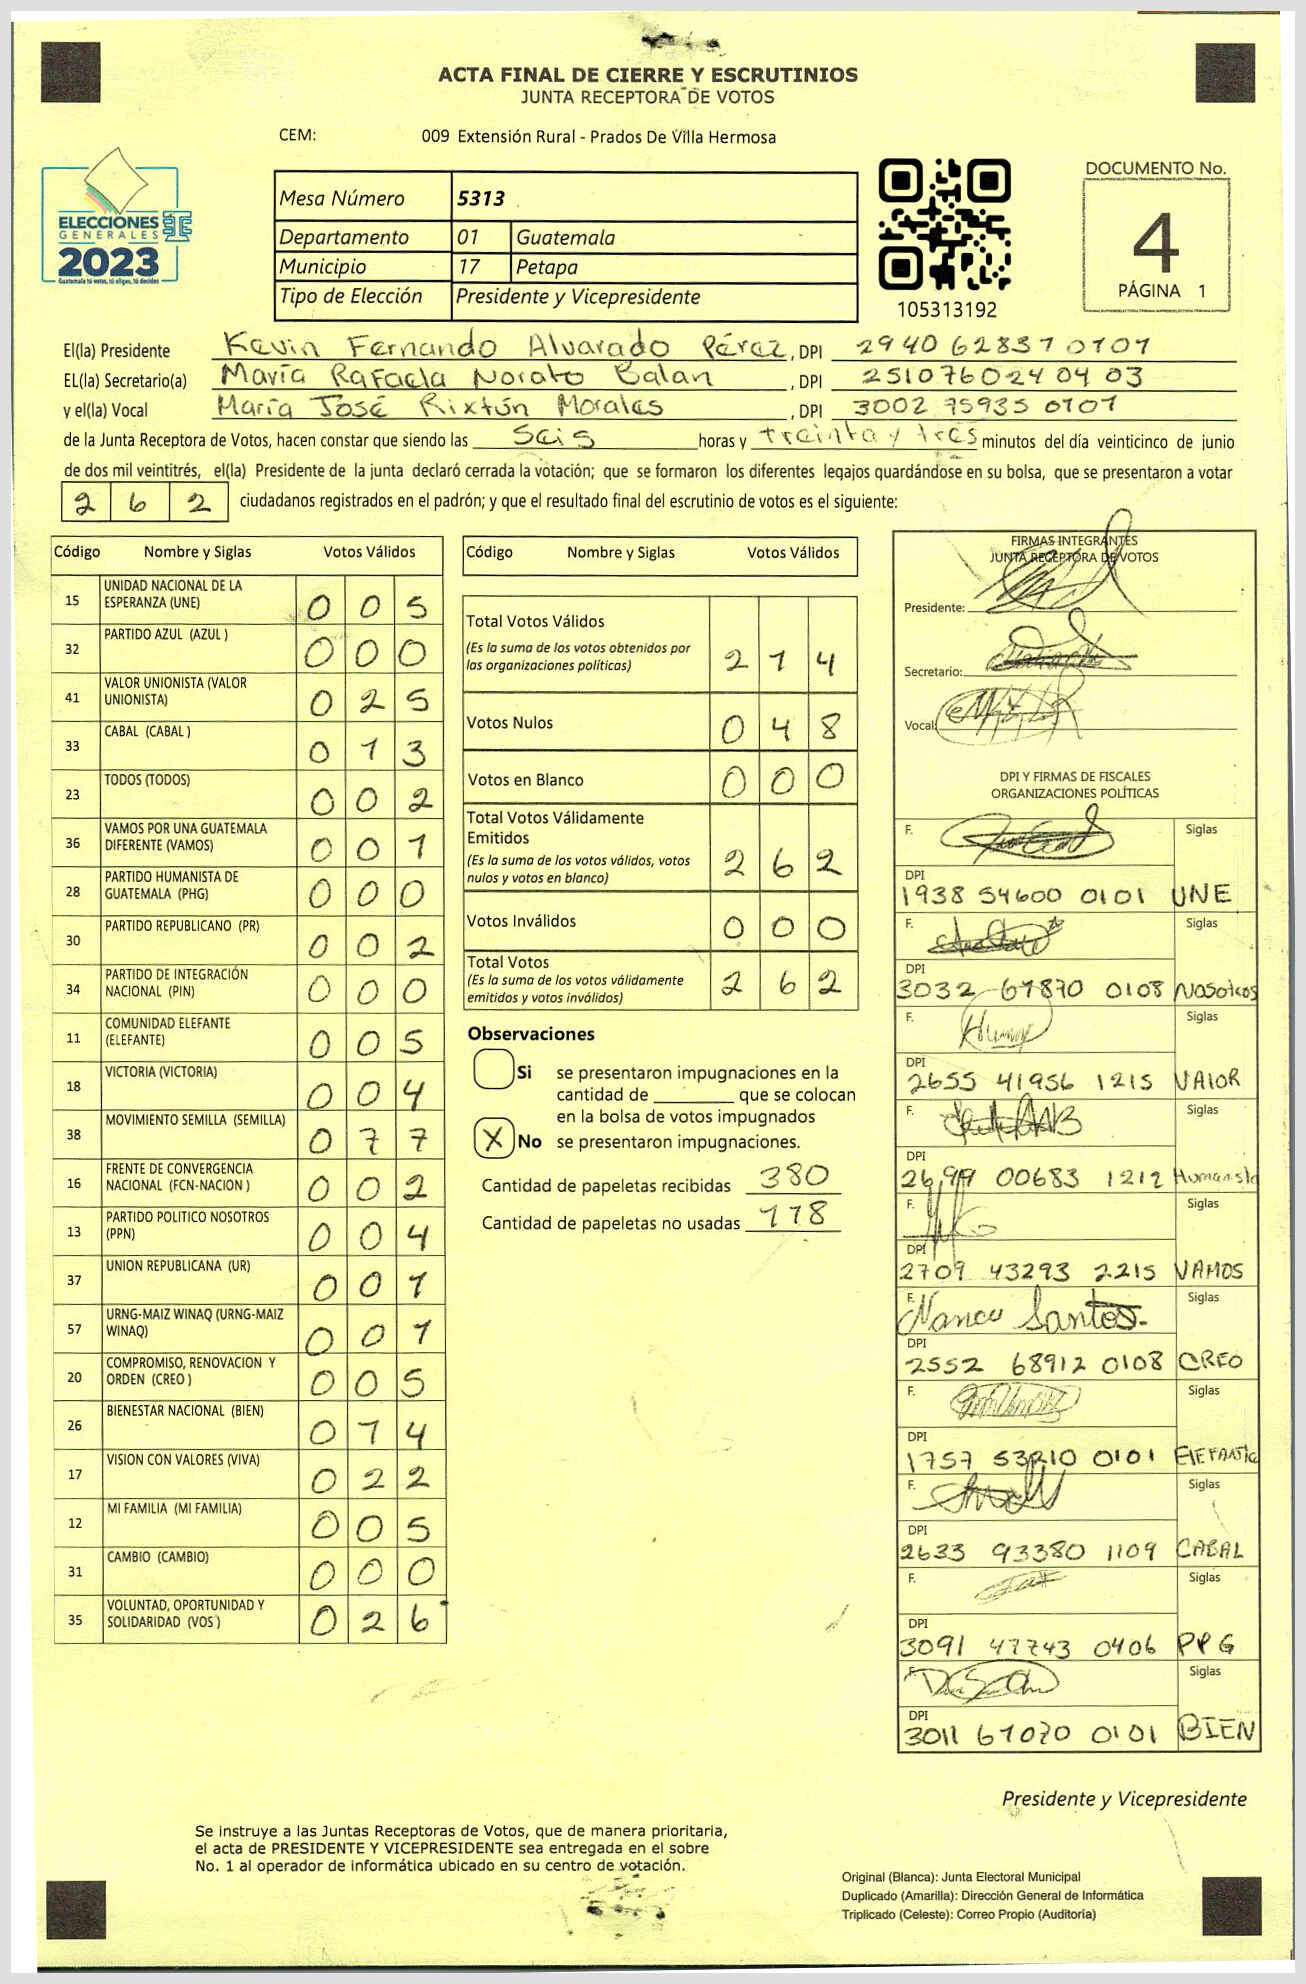 ACTA FINAL DE CIERRE Y ESCRUTINIOS
JUNTA RECEPTORA DE VOTOS
CEM: 009 Extensión Rural - Prados De Villa Hermosa
ELECCIONES
GENERALES
2023
Guatemala tú votas, tú eliges, tú decides
Mesa Número 5313
Departamento 01 Guatemala
Municipio 17 Petapa
Tipo de Elección Presidente y Vicepresidente
105313192
DOCUMENTO No.
4
PÁGINA 1
El(la) Presidente Kevin Fernando Alvarado Pérez, DPI 2940 62837 0101
EL(la) Secretario(a) María Rafaela Norato Balan, DPI 251076024 04 03
y el(la) Vocal María José Rixtún Morales, DPI 3002 75935 0101
de la Junta Receptora de Votos, hacen constar que siendo las Seis horas y treinta y tres minutos del día veinticinco de junio
de dos mil veintitrés, el(la) Presidente de la junta declaró cerrada la votación; que se formaron los diferentes legajos guardándose en su bolsa, que se presentaron a votar
2 6 2 ciudadanos registrados en el padrón; y que el resultado final del escrutinio de votos es el siguiente:
Código Nombre y Siglas Votos Válidos
15 UNIDAD NACIONAL DE LA ESPERANZA (UNE) 0 0 5
32 PARTIDO AZUL (AZUL ) 0 0 0
41 VALOR UNIONISTA (VALOR UNIONISTA) 0 2 5
33 CABAL (CABAL ) 0 1 3
23 TODOS (TODOS) 0 0 2
36 VAMOS POR UNA GUATEMALA DIFERENTE (VAMOS) 0 0 1
28 PARTIDO HUMANISTA DE GUATEMALA (PHG) 0 0 0
30 PARTIDO REPUBLICANO (PR) 0 0 2
34 PARTIDO DE INTEGRACIÓN NACIONAL (PIN) 0 0 0
11 COMUNIDAD ELEFANTE (ELEFANTE) 0 0 5
18 VICTORIA (VICTORIA) 0 0 4
38 MOVIMIENTO SEMILLA (SEMILLA) 0 7 7
16 FRENTE DE CONVERGENCIA NACIONAL (FCN-NACION ) 0 0 2
13 PARTIDO POLITICO NOSOTROS (PPN) 0 0 4
37 UNION REPUBLICANA (UR) 0 0 1
57 URNG-MAIZ WINAQ (URNG-MAIZ WINAQ) 0 0 1
20 COMPROMISO, RENOVACION Y ORDEN (CREO ) 0 0 5
26 BIENESTAR NACIONAL (BIEN) 0 1 4
17 VISION CON VALORES (VIVA) 0 2 2
12 MI FAMILIA (MI FAMILIA) 0 0 5
31 CAMBIO (CAMBIO) 0 0 0
35 VOLUNTAD, OPORTUNIDAD Y SOLIDARIDAD (VOS ) 0 2 6
Código Nombre y Siglas Votos Válidos
Total Votos Válidos
(Es la suma de los votos obtenidos por
las organizaciones políticas) 2 1 4
Votos Nulos 0 4 8
Votos en Blanco 0 0 0
Total Votos Válidamente
Emitidos
(Es la suma de los votos válidos, votos
nulos y votos en blanco) 2 6 2
Votos Inválidos 0 0 0
Total Votos
(Es la suma de los votos válidamente
emitidos y votos inválidos) 2 6 2
Observaciones
Si se presentaron impugnaciones en la
cantidad de ________ que se colocan
en la bolsa de votos impugnados
X No se presentaron impugnaciones.
Cantidad de papeletas recibidas 380
Cantidad de papeletas no usadas 118
FIRMAS INTEGRANTES
JUNTA RECEPTORA DE VOTOS
Presidente:
Secretario:
Vocal:
DPI Y FIRMAS DE FISCALES
ORGANIZACIONES POLÍTICAS
F. Siglas
DPI
1938 54600 0101 UNE
F. Siglas
DPI
3032 67870 0108 Nosotros
F. Siglas
DPI
2655 41956 1215 VALOR
F. Siglas
DPI
2699 00683 1212 Humanista
F. Siglas
DPI
2709 43293 2215 VAMOS
F. Siglas
Santos
DPI
2552 68912 0108 CREO
F. Siglas
DPI
1757 53210 0101 ElEFANTe
F. Siglas
DPI
2633 93380 1109 CABAL
F. Siglas
DPI
3091 47743 0406 PPG
F. Siglas
DPI
3011 67070 0101 BIEN
Presidente y Vicepresidente
Se instruye a las Juntas Receptoras de Votos, que de manera prioritaria,
el acta de PRESIDENTE Y VICEPRESIDENTE sea entregada en el sobre
No. 1 al operador de informática ubicado en su centro de votación.
Original (Blanca): Junta Electoral Municipal
Duplicado (Amarilla): Dirección General de Informática
Triplicado (Celeste): Correo Propio (Auditoría)